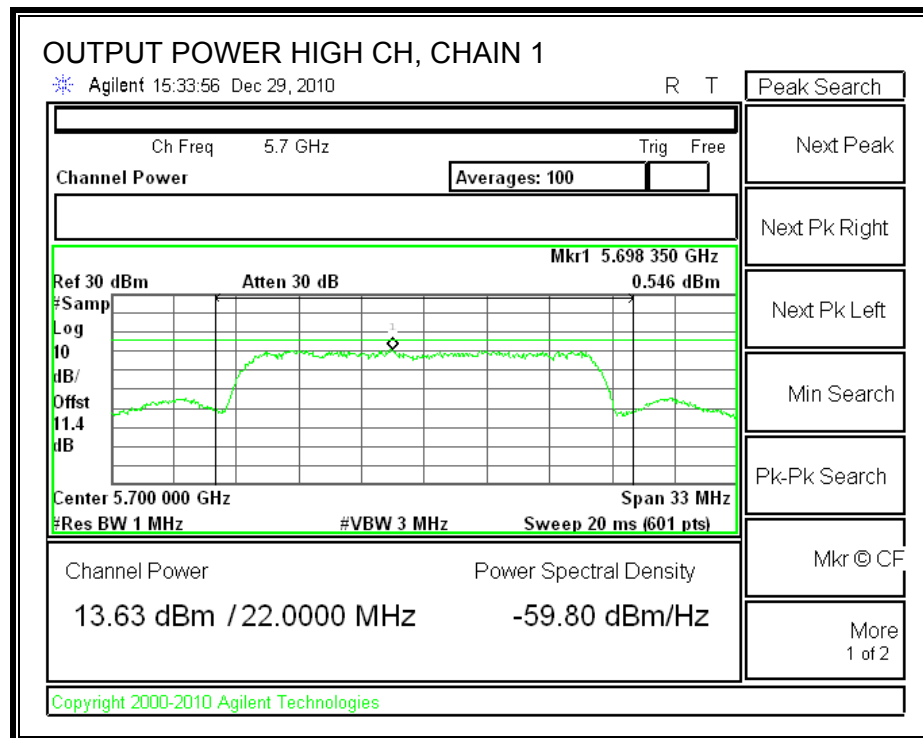 OUTPUT POWER HIGH CH, CHAIN 1
Agilent 15:33:56 Dec 29, 2010 R T
Peak Search
Ch Freq 5.7 GHz Trig Free
Channel Power Averages: 100
Mkr1 5.698 350 GHz
Ref 30 dBm Atten 30 dB 0.546 dBm
#Samp
Log
10
dB/
Offst
11.4
dB
1
Center 5.700 000 GHz Span 33 MHz
#Res BW 1 MHz #VBW 3 MHz Sweep 20 ms (601 pts)
Channel Power Power Spectral Density
13.63 dBm / 22.0000 MHz -59.80 dBm/Hz
Copyright 2000-2010 Agilent Technologies
Next Peak
Next Pk Right
Next Pk Left
Min Search
Pk-Pk Search
Mkr © CF
More
1 of 2